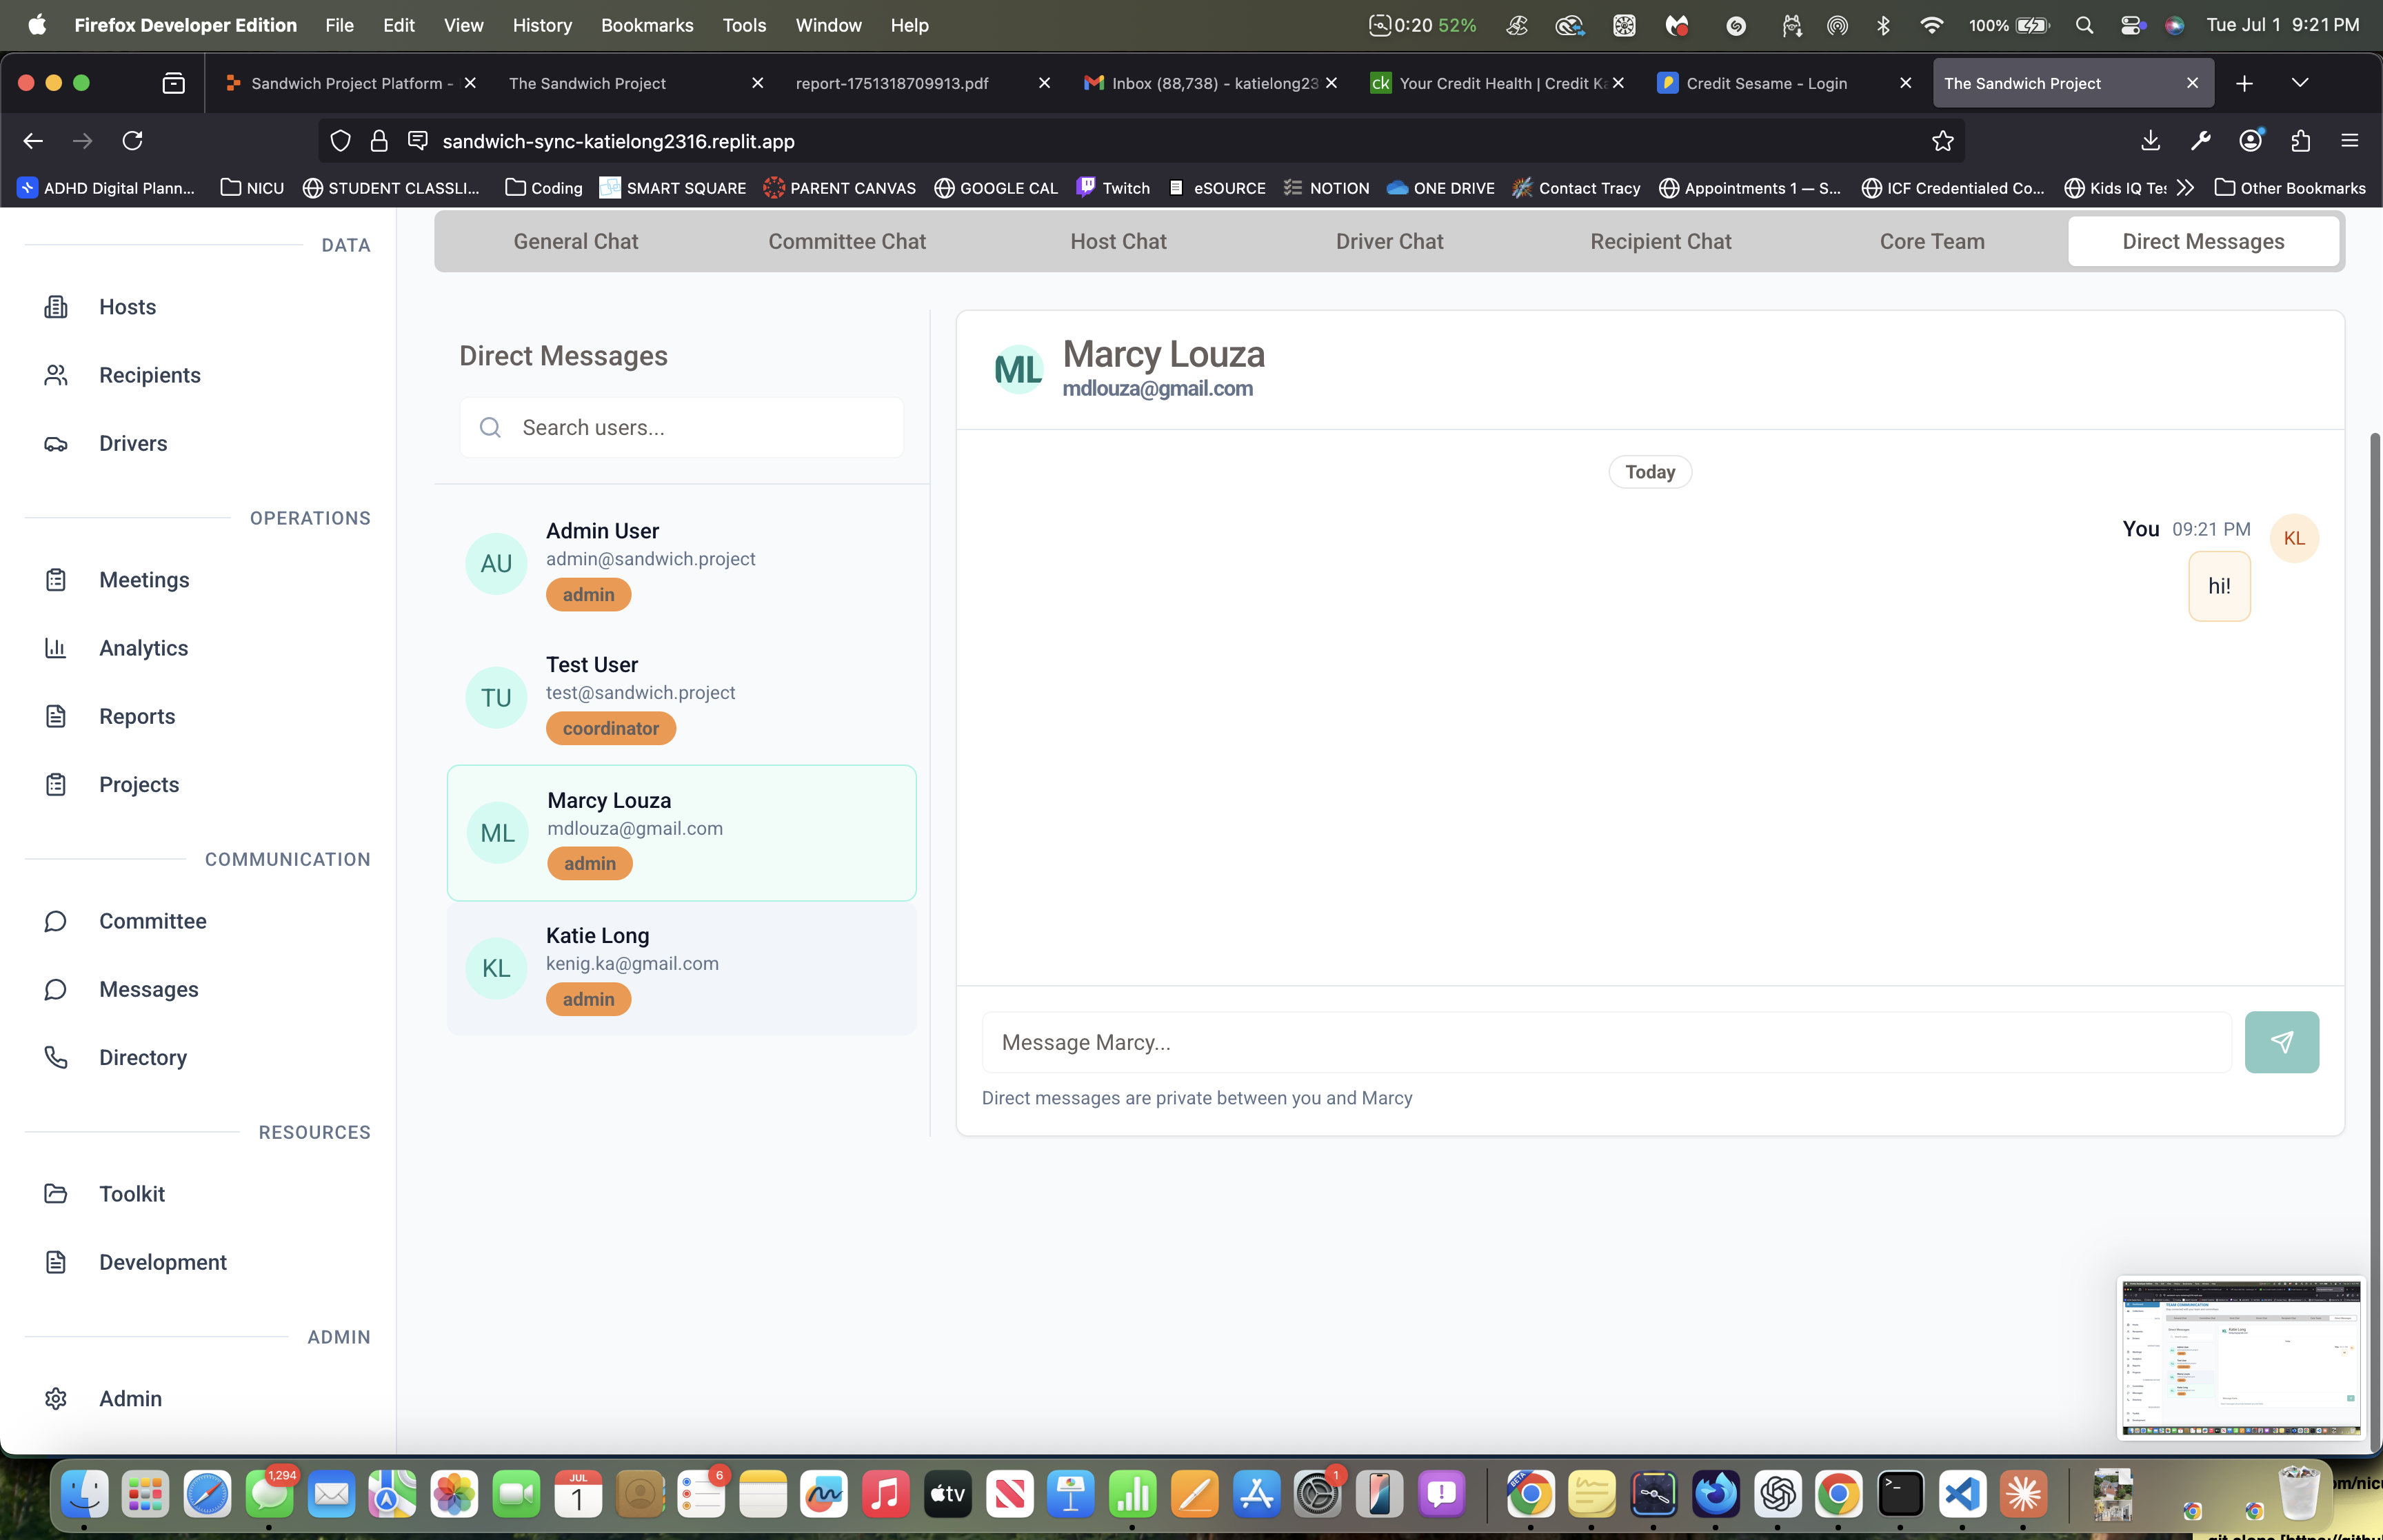 Firefox Developer Edition File Edit View History Bookmarks Tools Window Help 0:20 52% 100% Tue Jul 1 9:21 PM
Sandwich Project Platform - The Sandwich Project report-1751318709913.pdf Inbox (88,738) - katielong23 ck Your Credit Health | Credit Ka Credit Sesame - Login The Sandwich Project
sandwich-sync-katielong2316.replit.app
ADHD Digital Plann... NICU STUDENT CLASSLI... Coding SMART SQUARE PARENT CANVAS GOOGLE CAL Twitch eSOURCE NOTION ONE DRIVE Contact Tracy Appointments 1 — S... ICF Credentialed Co... Kids IQ Tes Other Bookmarks
DATA
Hosts
Recipients
Drivers
OPERATIONS
Meetings
Analytics
Reports
Projects
COMMUNICATION
Committee
Messages
Directory
RESOURCES
Toolkit
Development
ADMIN
Admin
General Chat Committee Chat Host Chat Driver Chat Recipient Chat Core Team Direct Messages
Direct Messages
Search users...
AU
Admin User
admin@sandwich.project
admin
TU
Test User
test@sandwich.project
coordinator
ML
Marcy Louza
mdlouza@gmail.com
admin
KL
Katie Long
kenig.ka@gmail.com
admin
ML
Marcy Louza
mdlouza@gmail.com
Today
You 09:21 PM
KL
hi!
Message Marcy...
Direct messages are private between you and Marcy
1,294
JUL
1
6
tv
1
BETA
om/nicu